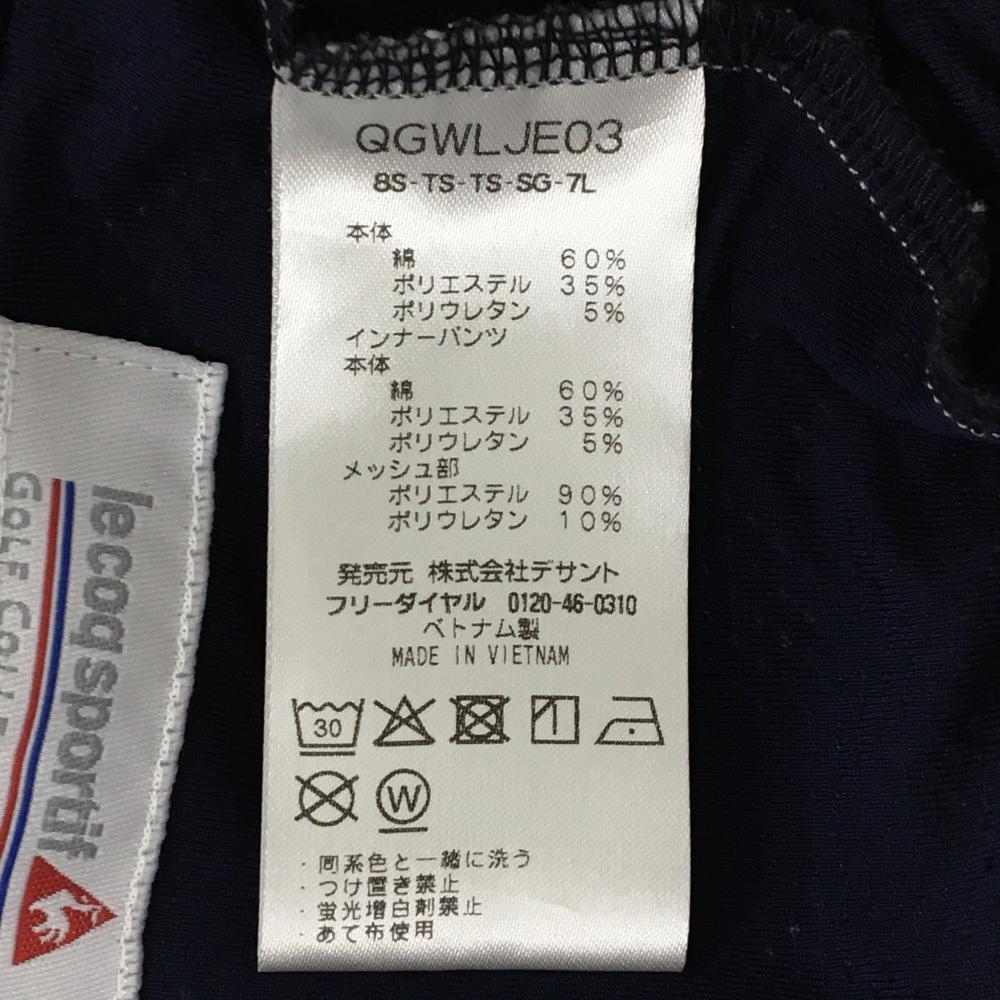 QGWLJE03
8S-TS-TS-SG-7L
本体
綿 60%
ポリエステル 35%
ポリウレタン 5%
インナーパンツ
本体
綿 60%
ポリエステル 35%
ポリウレタン 5%
メッシュ部
ポリエステル 90%
ポリウレタン 10%
発売元 株式会社デサント
フリーダイヤル 0120-46-0310
ベトナム製
MADE IN VIETNAM
30
W
・同系色と一緒に洗う
・つけ置き禁止
・蛍光増白剤禁止
・あて布使用
lecoqsportif
GOLF